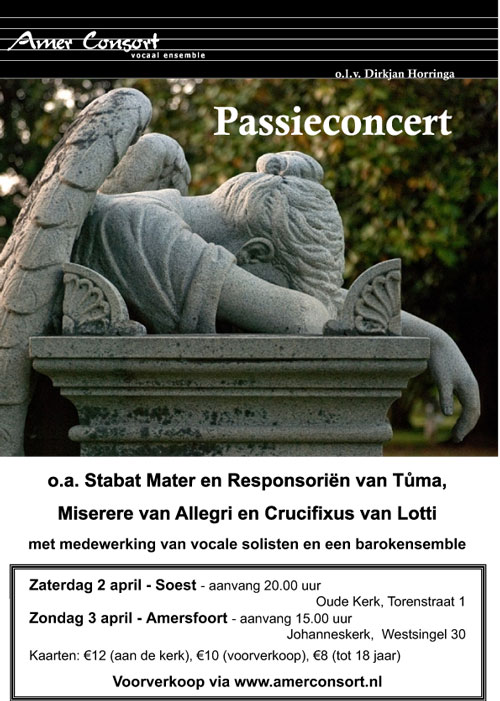 Amer Consort
vocaal ensemble
o.l.v. Dirkjan Horringa
Passieconcert
o.a. Stabat Mater en Responsoriën van Tůma,
Miserere van Allegri en Crucifixus van Lotti
met medewerking van vocale solisten en een barokensemble
Zaterdag 2 april - Soest - aanvang 20.00 uur
Oude Kerk, Torenstraat 1
Zondag 3 april - Amersfoort - aanvang 15.00 uur
Johanneskerk, Westsingel 30
Kaarten: €12 (aan de kerk), €10 (voorverkoop), €8 (tot 18 jaar)
Voorverkoop via www.amerconsort.nl